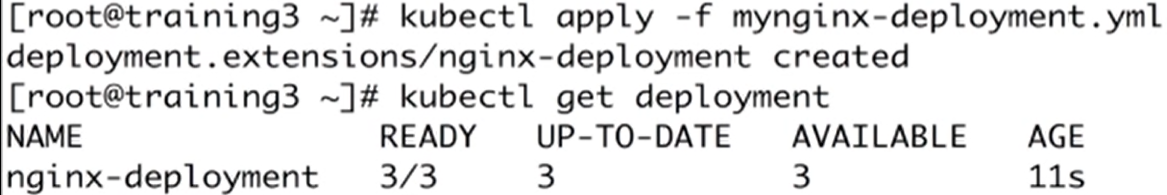 [root@training3 ~]# kubectl apply -f mynginx-deployment.yml
deployment.extensions/nginx-deployment created
[root@training3 ~]# kubectl get deployment
NAME READY UP-TO-DATE AVAILABLE AGE
nginx-deployment 3/3 3 3 11s